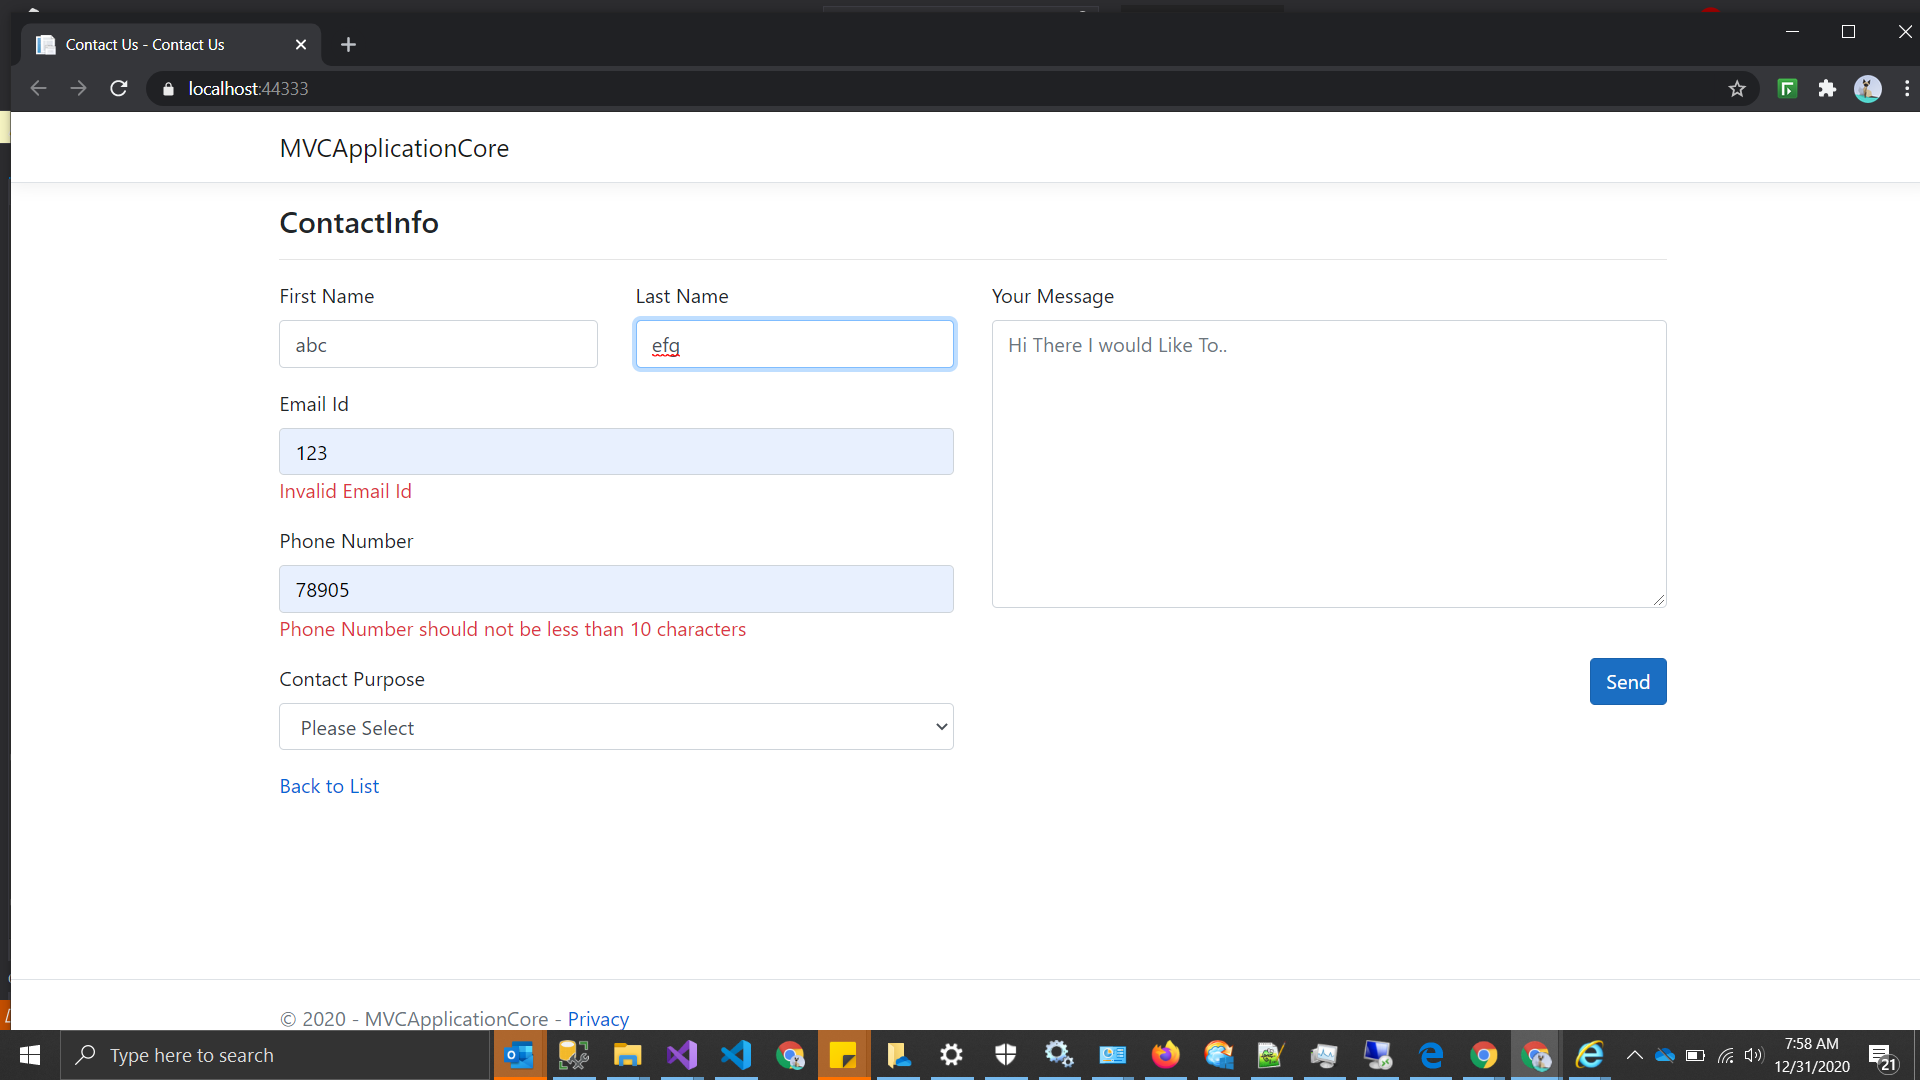 Contact Us - Contact Us
localhost:44333
MVCApplicationCore
ContactInfo
First Name
Last Name
Your Message
abc
efg
Hi There I would Like To..
Email Id
123
Invalid Email Id
Phone Number
78905
Phone Number should not be less than 10 characters
Contact Purpose
Send
Please Select
Back to List
© 2020 - MVCApplicationCore - Privacy
Type here to search
7:58 AM
12/31/2020
21